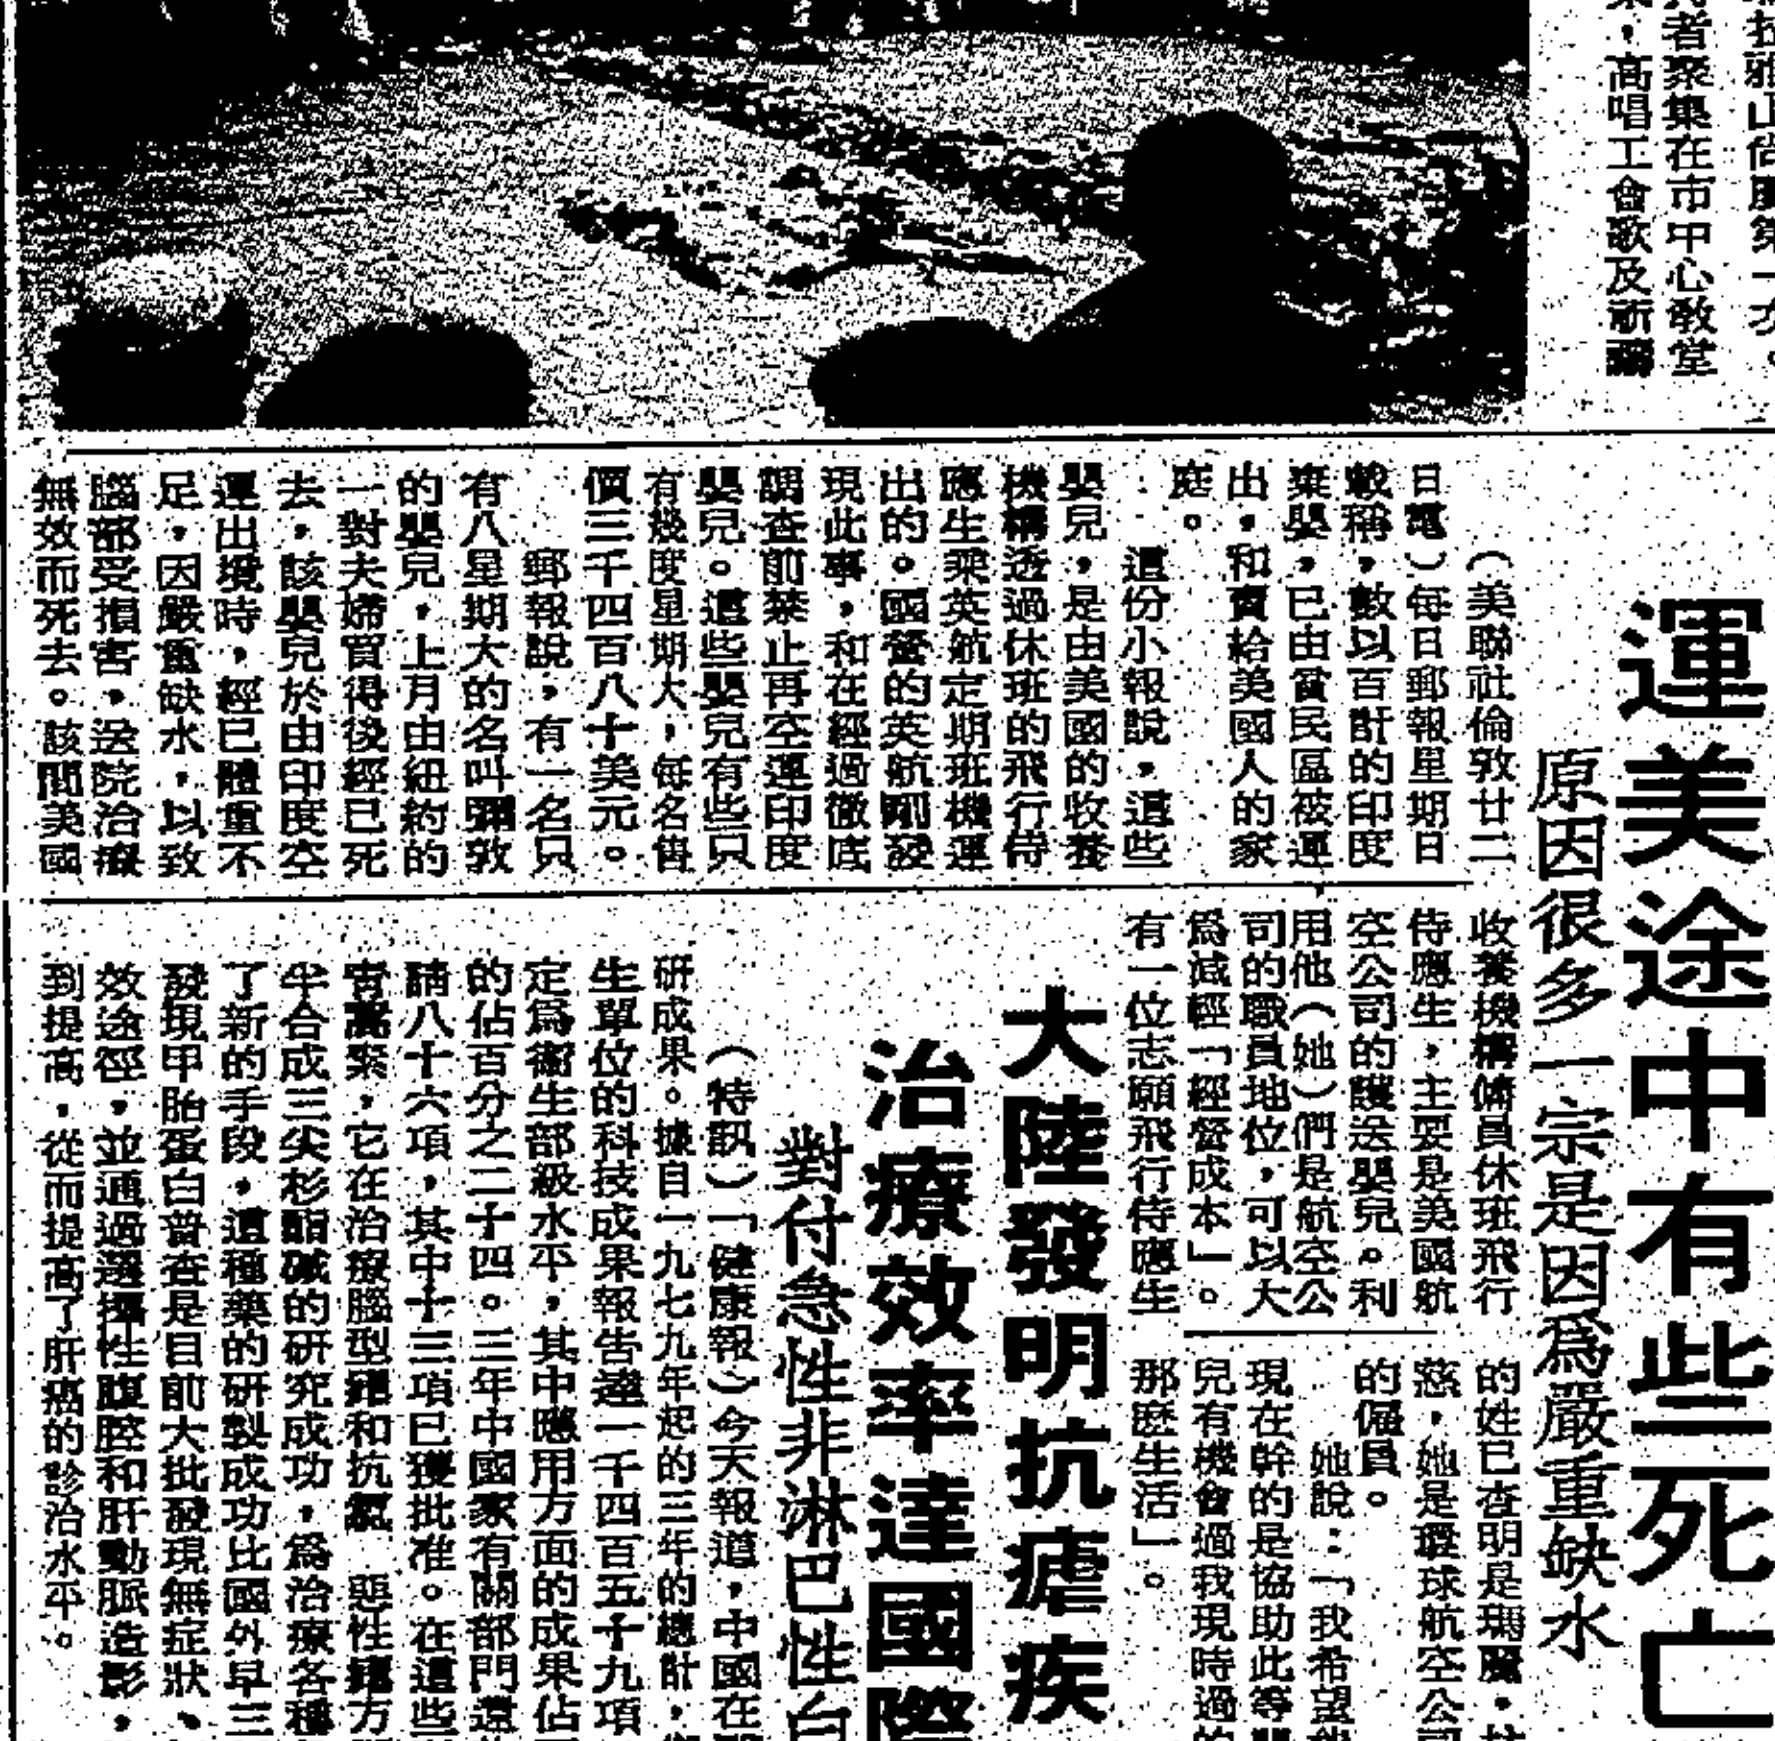 者聚集在市中心教堂
高唱工會歌及祈禱
運美途中有些死亡
原因很多一宗是因為嚴重缺水
（美聯社倫敦廿二
日電）每日郵報星期日
載稱，數以百計的印度
棄嬰，已由貧民區被運
出，和賣給美國人的家
庭。
這份小報說，這些
嬰兒，是由美國的收養
機構透過休班的飛行侍
應生乘英航定期班機運
出的。國營的英航剛發
現此事，和在經過徹底
調查前禁止再空運印度
嬰兒。這些嬰兒有些只
有幾度星期大，每名售
價三千四百八十美元。
郵報說，有一名只
有八星期大的名叫彌敦
的嬰兒，上月由紐約的
一對夫婦買得後經已死
去，該嬰兒於由印度空
運出境時，經已體重不
足，因嚴重缺水，以致
腦部受損害，送院治療
無效而死去。該間美國
收養機構僱員休班飛行
侍應生，主要是美國航
空公司的護送嬰兒。利
用他（她）們是航空公
司的職員地位，可以大
為減輕「經營成本」。
有一位志願飛行侍應生
的姓已查明是瑪
慈，她是環球航空公司
的僱員。
她說：「我希望
現在幹的是協助此等
兒有機會過我現時過的
那麽生活」。
大陸發明抗瘧疾
治療效率達國際
對付急性非淋巴性白
（特訊）「健康報」今天報道，中國在
研成果。據自一九七九年起的三年的總計，
生單位的科技成果報告達一千四百五十九項
定為衞生部級水平，其中應用方面的成果佔
的佔百分之二十四。三年中國家有關部門還
請八十六項，其中十三項已獲批准。在這些
青蒿素，它在治療腦型瘧和抗氯 惡性瘧方
半合成三尖杉酯碱的研究成功，為治療各種
了新的手段，這種藥的研製成功比國外早三
發現甲胎蛋白普查是目前大批發現無症狀、
效途徑，並通過選擇性腹腔和肝動脈造影，
到提高，從而提高了肝癌的診治水平。